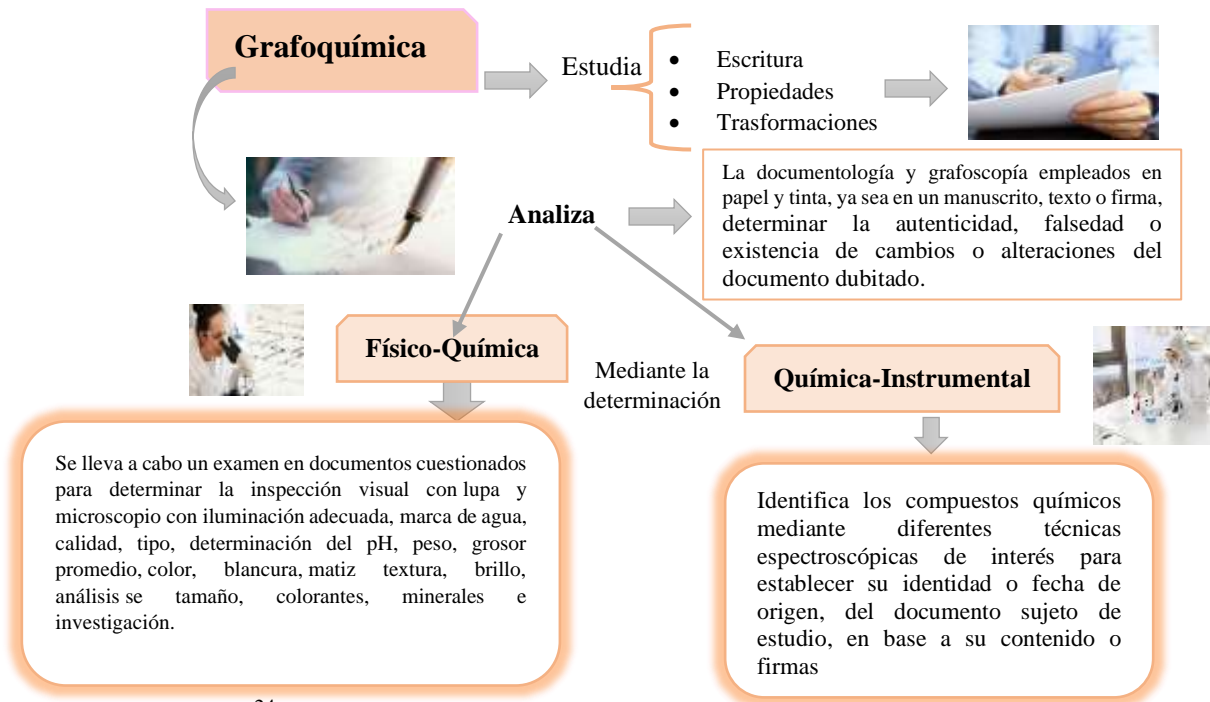 Grafoquímica
Estudia
• Escritura
• Propiedades
• Trasformaciones
La documentología y grafoscopía empleados en
papel y tinta, ya sea en un manuscrito, texto o firma,
determinar la autenticidad, falsedad o
existencia de cambios o alteraciones del
documento dubitado.
Analiza
Físico-Química
Mediante la
determinación
Química-Instrumental
Se lleva a cabo un examen en documentos cuestionados
para determinar la inspección visual con lupa y
microscopio con iluminación adecuada, marca de agua,
calidad, tipo, determinación del pH, peso, grosor
promedio, color, blancura, matiz textura, brillo,
análisis se tamaño, colorantes, minerales e
investigación.
Identifica los compuestos químicos
mediante diferentes técnicas
espectroscópicas de interés para
establecer su identidad o fecha de
origen, del documento sujeto de
estudio, en base a su contenido o
firmas